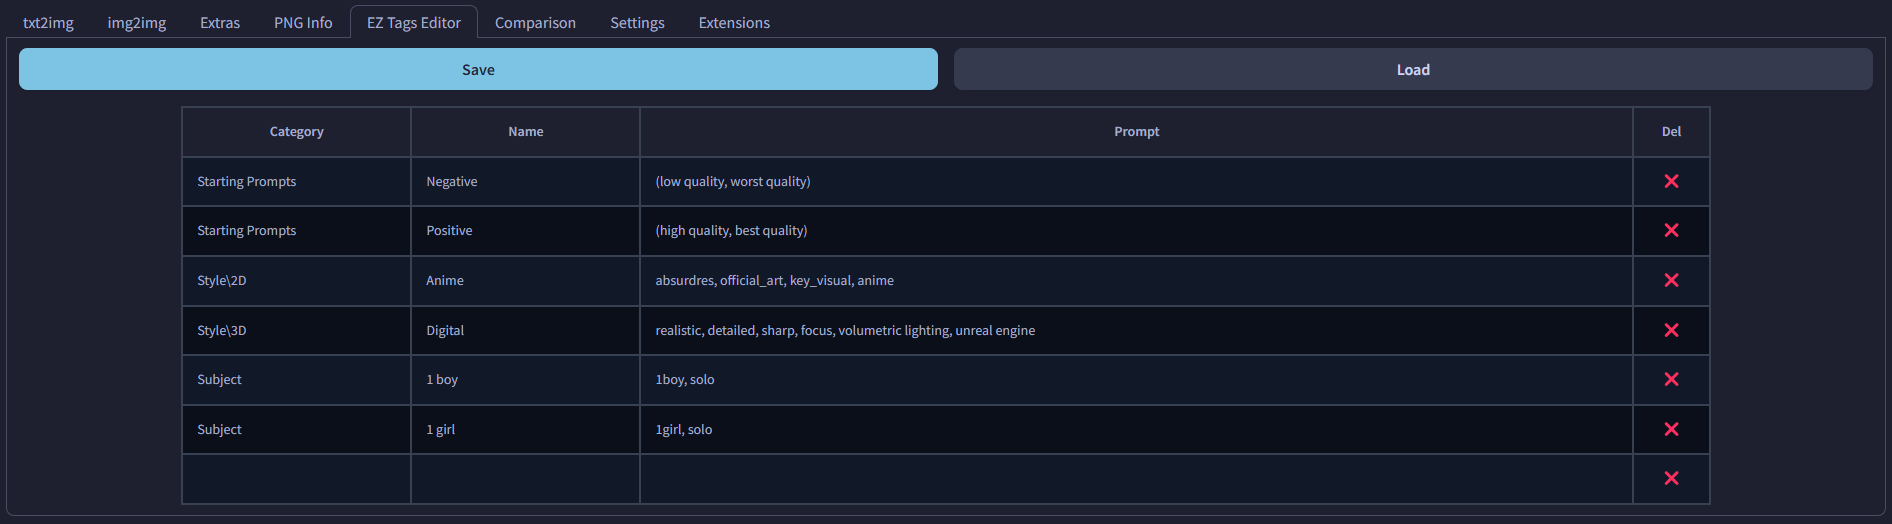 txt2img img2img Extras PNG Info EZ Tags Editor Comparison Settings Extensions
Save Load
Category Name Prompt Del
Starting Prompts Negative (low quality, worst quality)
Starting Prompts Positive (high quality, best quality)
Style\2D Anime absurdres, official_art, key_visual, anime
Style\3D Digital realistic, detailed, sharp, focus, volumetric lighting, unreal engine
Subject 1 boy 1boy, solo
Subject 1 girl 1girl, solo